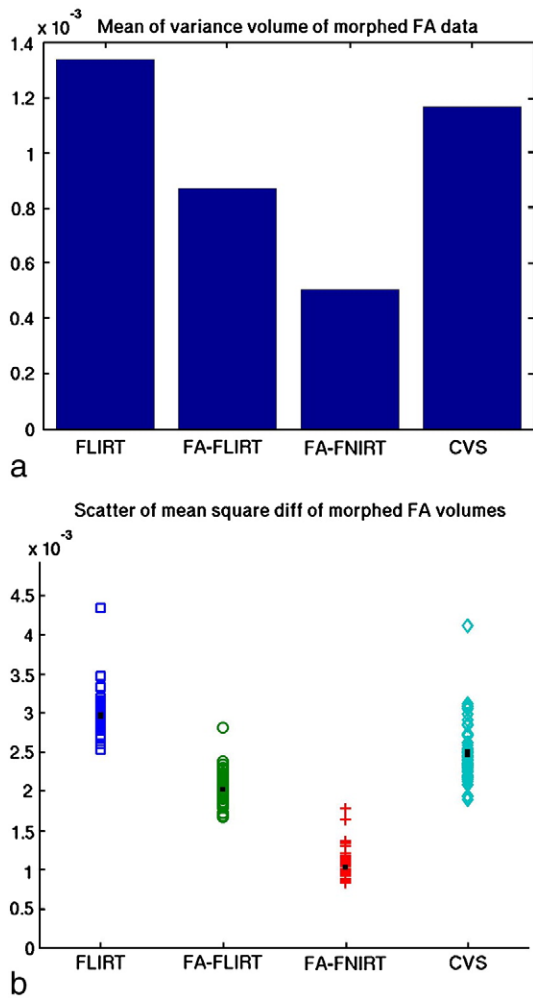 Mean of variance volume of morphed FA data
x 10-3
1.4
1.2
1
0.8
0.6
0.4
0.2
0
FLIRT FA-FLIRT FA-FNIRT CVS
a
Scatter of mean square diff of morphed FA volumes
x 10-3
4.5
4
3.5
3
2.5
2
1.5
1
0.5
0
FLIRT FA-FLIRT FA-FNIRT CVS
b